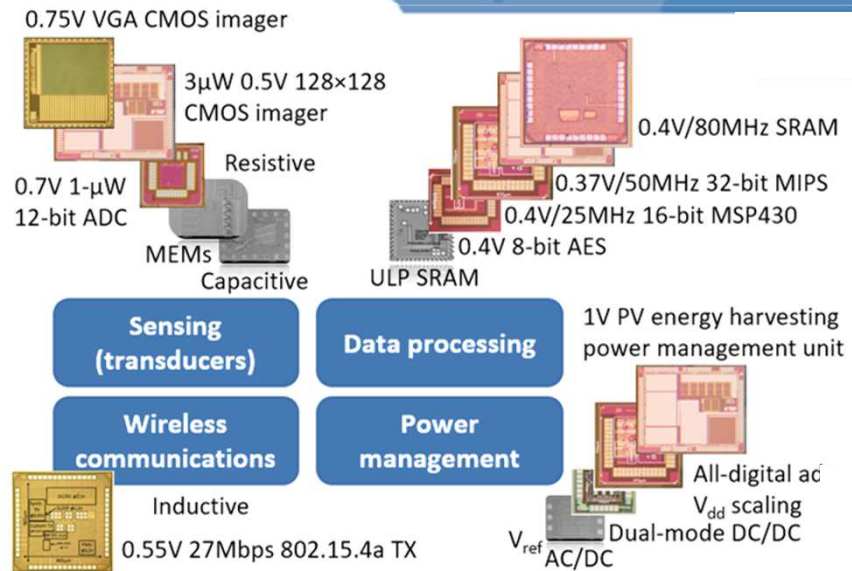 0.75V VGA CMOS imager
3µW 0.5V 128×128
CMOS imager
Resistive
0.7V 1-µW
12-bit ADC
MEMs
Capacitive
0.4V/80MHz SRAM
0.37V/50MHz 32-bit MIPS
0.4V/25MHz 16-bit MSP430
0.4V 8-bit AES
ULP SRAM
Sensing
(transducers)
Data processing
Wireless
communications
Power
management
1V PV energy harvesting
power management unit
All-digital
Vdd scaling
Dual-mode DC/DC
Vref
AC/DC
Inductive
0.55V 27Mbps 802.15.4a TX